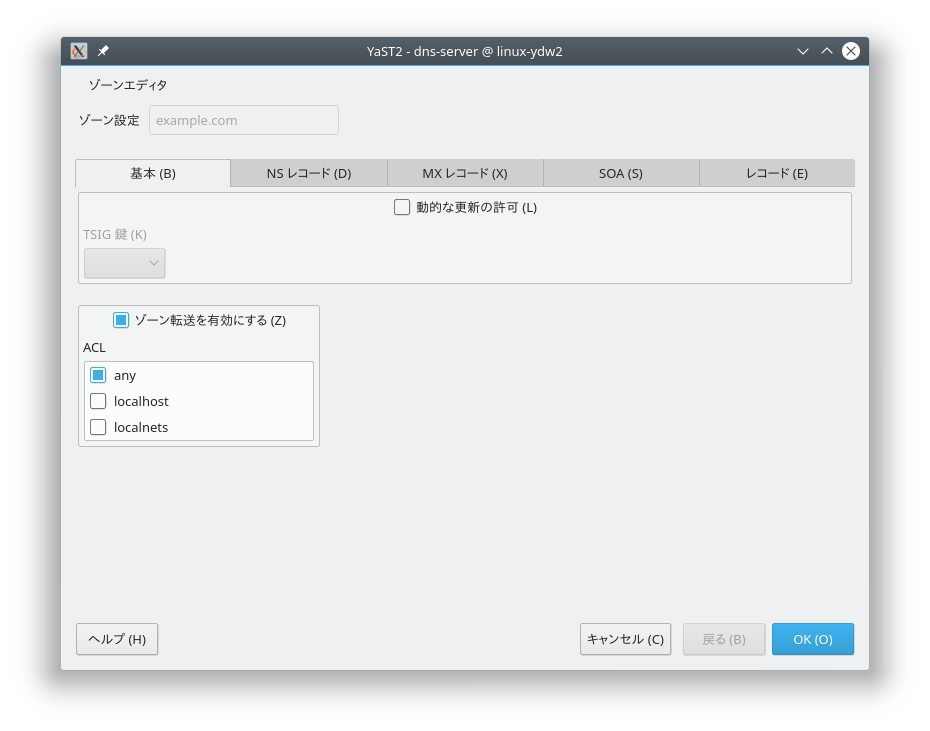 YaST2 - dns-server @ linux-ydw2
ゾーンエディタ
ゾーン設定 example.com
基本 (B) NS レコード (D) MX レコード (X) SOA (S) レコード (E)
動的な更新の許可 (L)
TSIG 鍵 (K)
ゾーン転送を有効にする (Z)
ACL
any
localhost
localnets
ヘルプ (H) キャンセル (C) 戻る (B) OK (O)